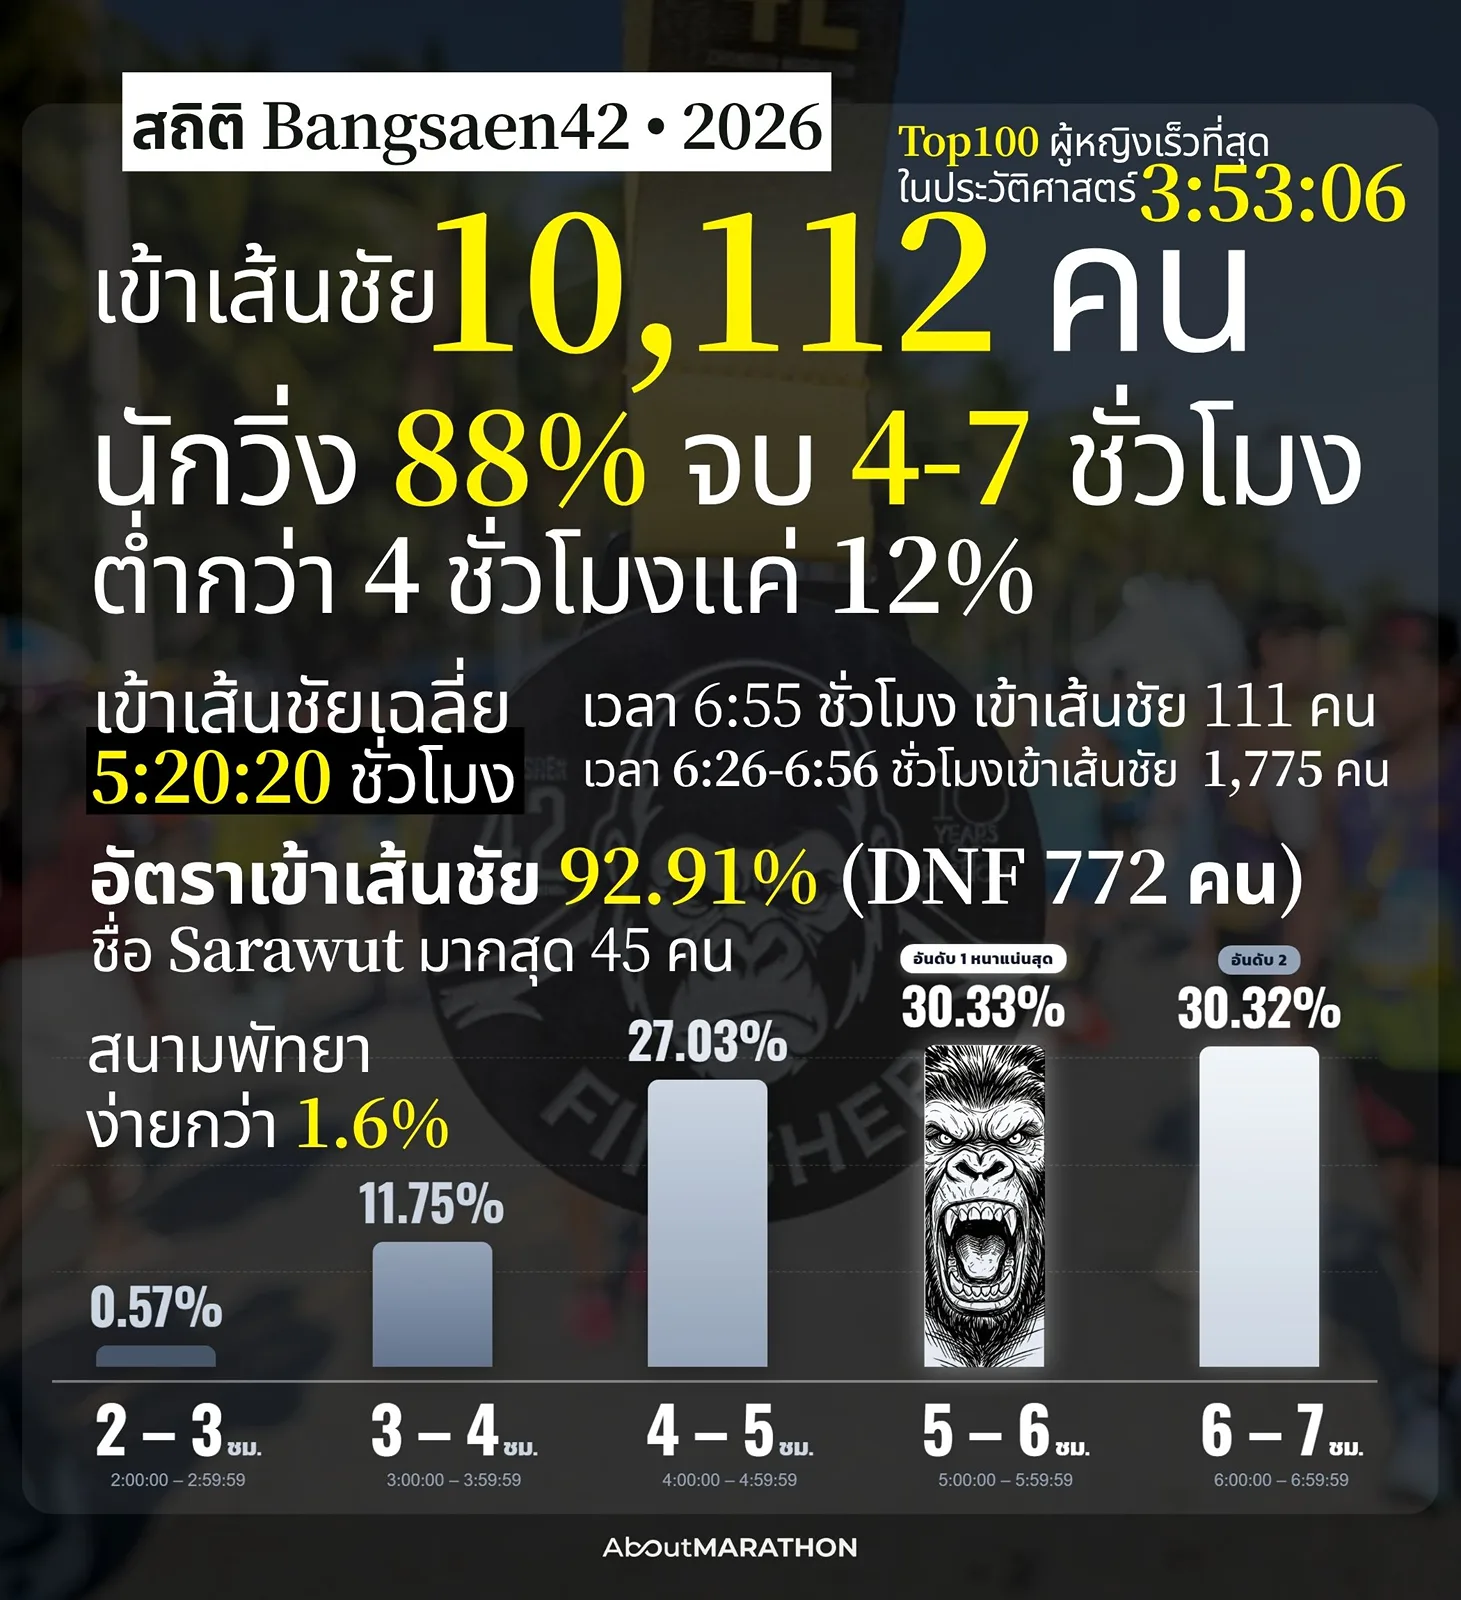 สถิติ Bangsaen42 • 2026
Top100 ผู้หญิงเร็วที่สุด
ในประวัติศาสตร์ 3:53:06
เข้าเส้นชัย 10,112 คน
นักวิ่ง 88% จบ 4-7 ชั่วโมง
ต่ำกว่า 4 ชั่วโมงแค่ 12%
เข้าเส้นชัยเฉลี่ย
5:20:20 ชั่วโมง
เวลา 6:55 ชั่วโมง เข้าเส้นชัย 111 คน
เวลา 6:26-6:56 ชั่วโมงเข้าเส้นชัย 1,775 คน
อัตราเข้าเส้นชัย 92.91% (DNF 772 คน)
ชื่อ Sarawut มากสุด 45 คน
สนามพัทยา
ง่ายกว่า 1.6%
อันดับ 1 หนาแน่นสุด
อันดับ 2
0.57%
11.75%
27.03%
30.33%
30.32%
2 – 3 ชม.
3 – 4 ชม.
4 – 5 ชม.
5 – 6 ชม.
6 – 7 ชม.
2:00:00 – 2:59:59
3:00:00 – 3:59:59
4:00:00 – 4:59:59
5:00:00 – 5:59:59
6:00:00 – 6:59:59
42
YEARS
AboutMARATHON